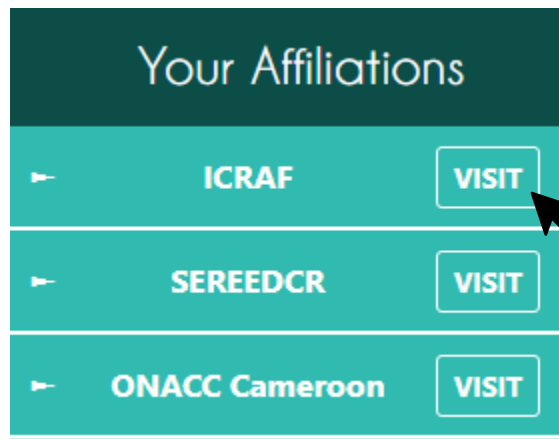 Your Affiliations
ICRAF VISIT
SEREEDCR VISIT
ONACC Cameroon VISIT